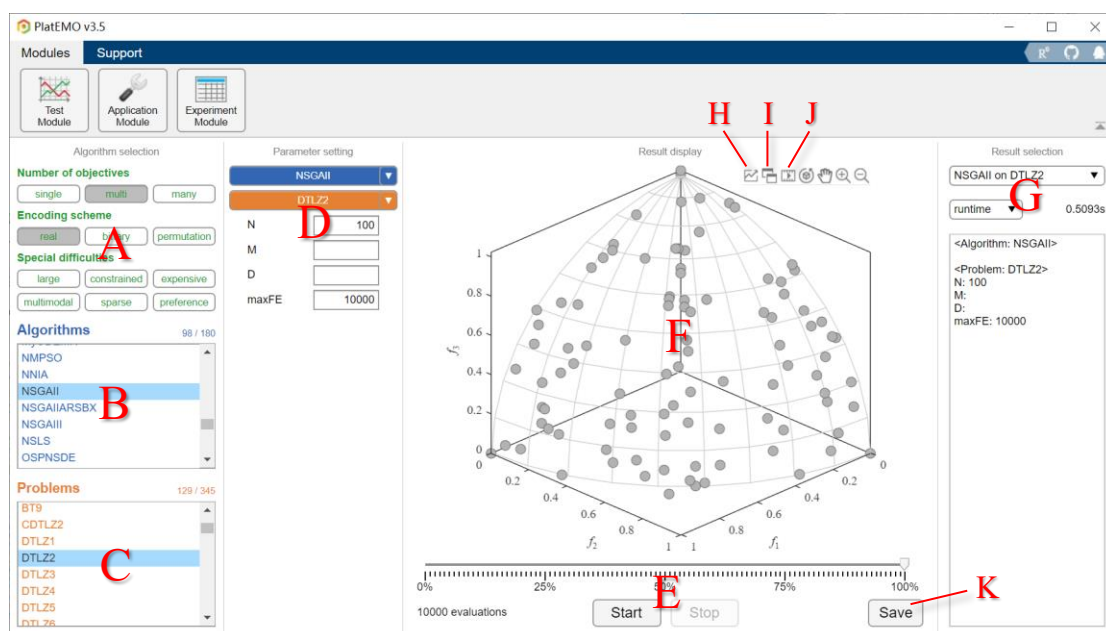 PlatEMO v3.5
Modules Support
Test Module
Application Module
Experiment Module
Algorithm selection
Number of objectives
single multi many
Encoding scheme
real binary permutation
A
Special difficulties
large constrained expensive
multimodal sparse preference
Algorithms 98 / 180
NMPSO
NNIA
NSGAII
NSGAIIARSBX
B
NSGAIII
NSLS
OSPNSDE
Problems 129 / 345
BT9
CDTLZ2
DTLZ1
DTLZ2
C
DTLZ3
DTLZ4
DTLZ5
DTLZ6
Parameter setting
NSGAII
DTLZ2
D
N 100
M
D
maxFE 10000
Result display
H I J
1
0.8
0.6
0.4
0.2
0
f3
F
0 0.2 0.4 0.6 0.8 1
f2
1 0.8 0.6 0.4 0.2 0
f1
0% 25% 50% 75% 100%
E
10000 evaluations Start Stop Save
K
Result selection
NSGAII on DTLZ2
G
runtime 0.5093s
<Algorithm: NSGAII>
<Problem: DTLZ2>
N: 100
M:
D:
maxFE: 10000